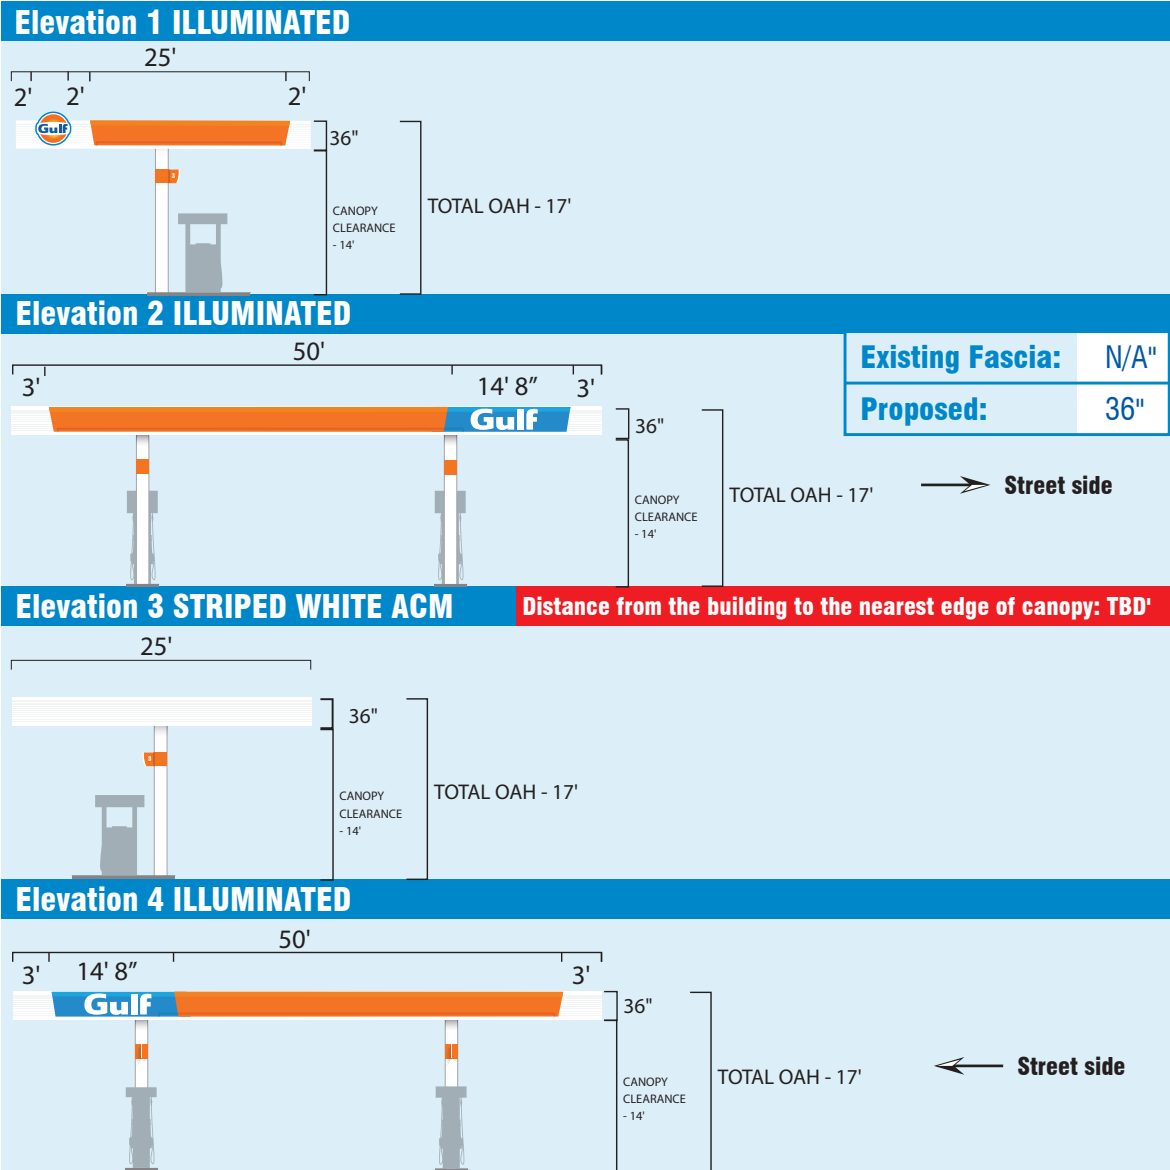 Elevation 1 ILLUMINATED
25'
2' 2' 2'
Gulf
36"
3
CANOPY
CLEARANCE
- 14'
TOTAL OAH - 17'
Elevation 2 ILLUMINATED
50'
3' 14' 8” 3'
Gulf
36"
CANOPY
CLEARANCE
- 14'
TOTAL OAH - 17'
Existing Fascia: N/A"
Proposed: 36"
Street side
Elevation 3 STRIPED WHITE ACM
Distance from the building to the nearest edge of canopy: TBD'
25'
36"
3
CANOPY
CLEARANCE
- 14'
TOTAL OAH - 17'
Elevation 4 ILLUMINATED
50'
3' 14' 8” 3'
Gulf
36"
CANOPY
CLEARANCE
- 14'
TOTAL OAH - 17'
Street side